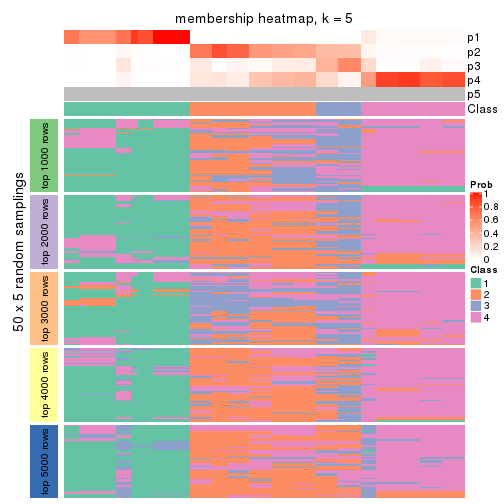 membership heatmap, k = 5
p1
p2
p3
p4
p5
Class
50 x 5 random samplings
top 1000 rows
top 2000 rows
top 3000 rows
top 4000 rows
top 5000 rows
Prob
1
0.8
0.6
0.4
0.2
0
Class
1
2
3
4